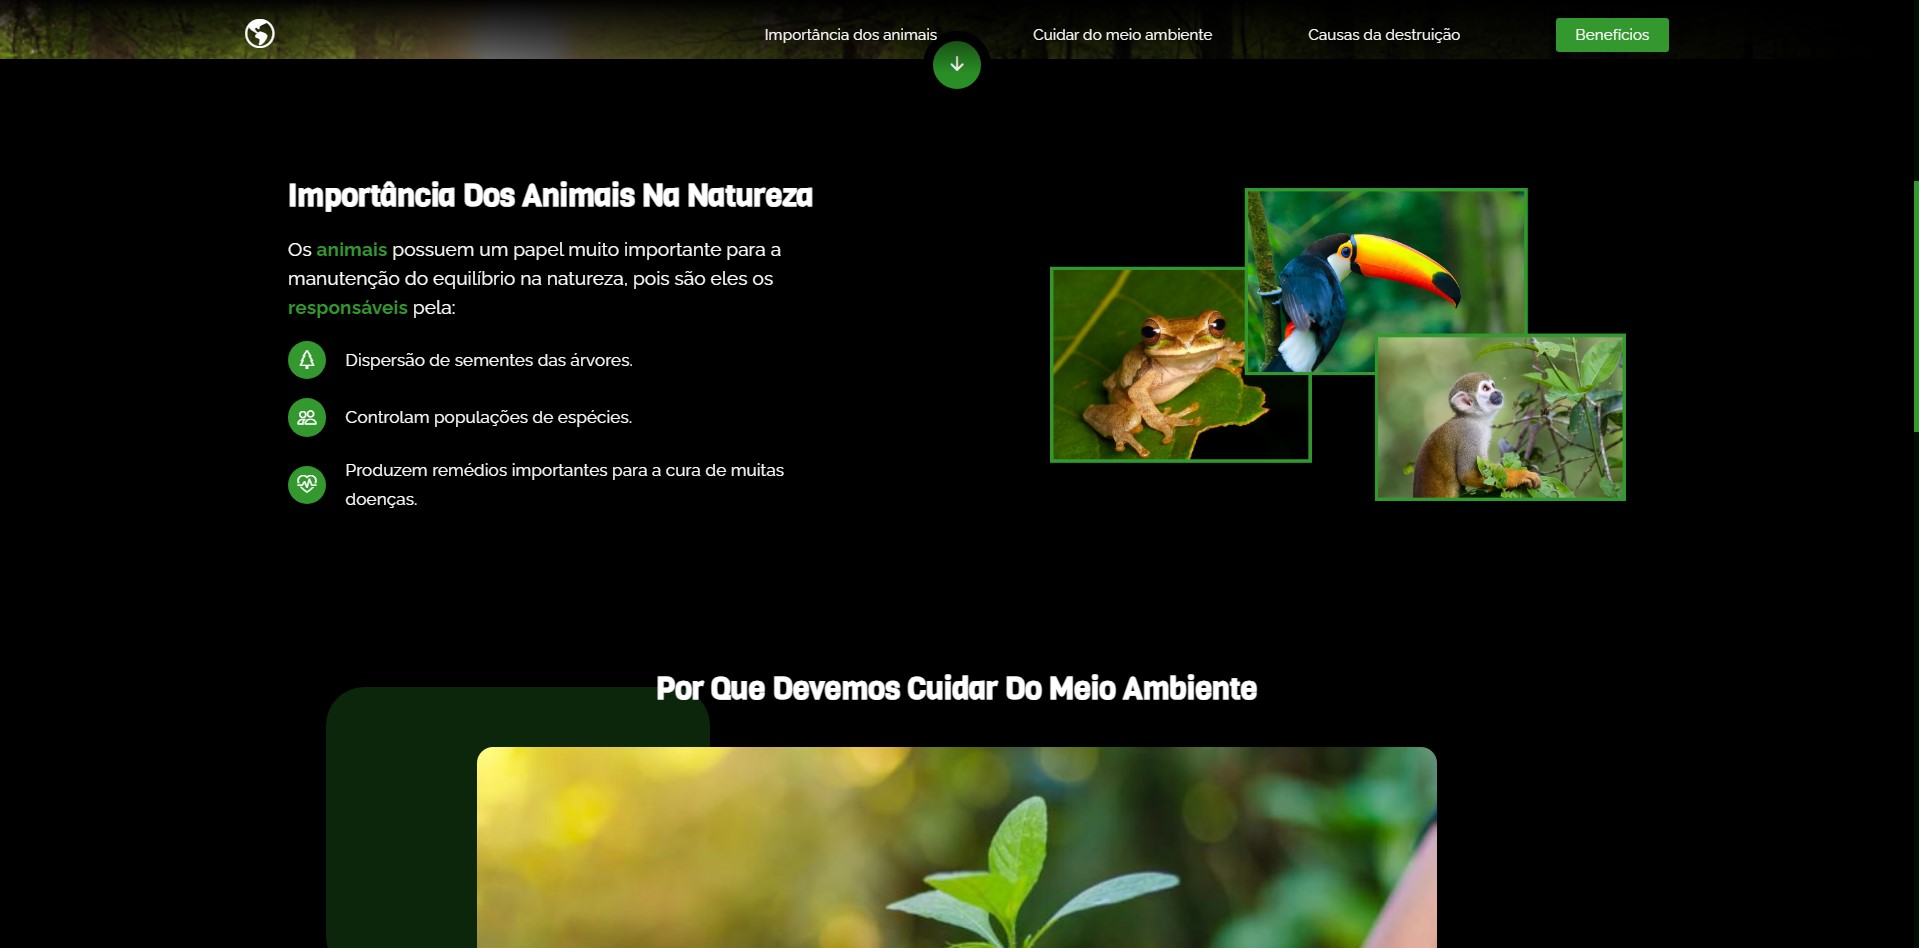 Importância dos animais
Cuidar do meio ambiente
Causas da destruição
Benefícios
Importância Dos Animais Na Natureza
Os animais possuem um papel muito importante para a
manutenção do equilíbrio na natureza, pois são eles os
responsáveis pela:
Dispersão de sementes das árvores.
Controlam populações de espécies.
Produzem remédios importantes para a cura de muitas
doenças.
Por Que Devemos Cuidar Do Meio Ambiente